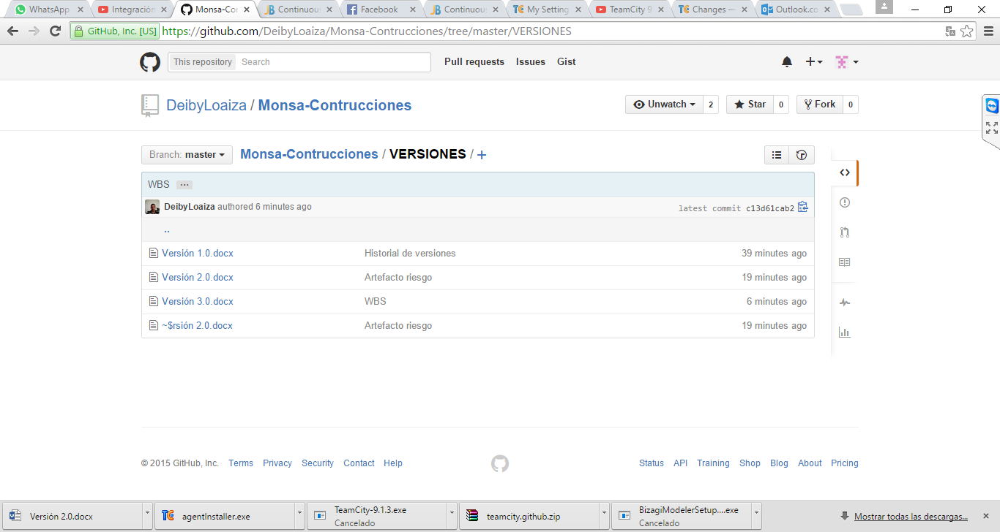 WhatsApp Integración Monsa-Co Continuou Facebook Continuou My Setting TeamCity 9 Changes — Outlook.co
GitHub, Inc. [US] https://github.com/DeibyLoaiza/Monsa-Contrucciones/tree/master/VERSIONES
This repository Search Pull requests Issues Gist
DeibyLoaiza / Monsa-Contrucciones Unwatch 2 Star 0 Fork 0
Branch: master Monsa-Contrucciones / VERSIONES / +
WBS ...
DeibyLoaiza authored 6 minutes ago latest commit c13d61cab2
..
Versión 1.0.docx Historial de versiones 39 minutes ago
Versión 2.0.docx Artefacto riesgo 19 minutes ago
Versión 3.0.docx WBS 6 minutes ago
~$rsión 2.0.docx Artefacto riesgo 19 minutes ago
© 2015 GitHub, Inc. Terms Privacy Security Contact Help Status API Training Shop Blog About Pricing
Versión 2.0.docx agentInstaller.exe TeamCity-9.1.3.exe Cancelado teamcity.github.zip BizagiModelerSetup....exe Cancelado Mostrar todas las descargas...